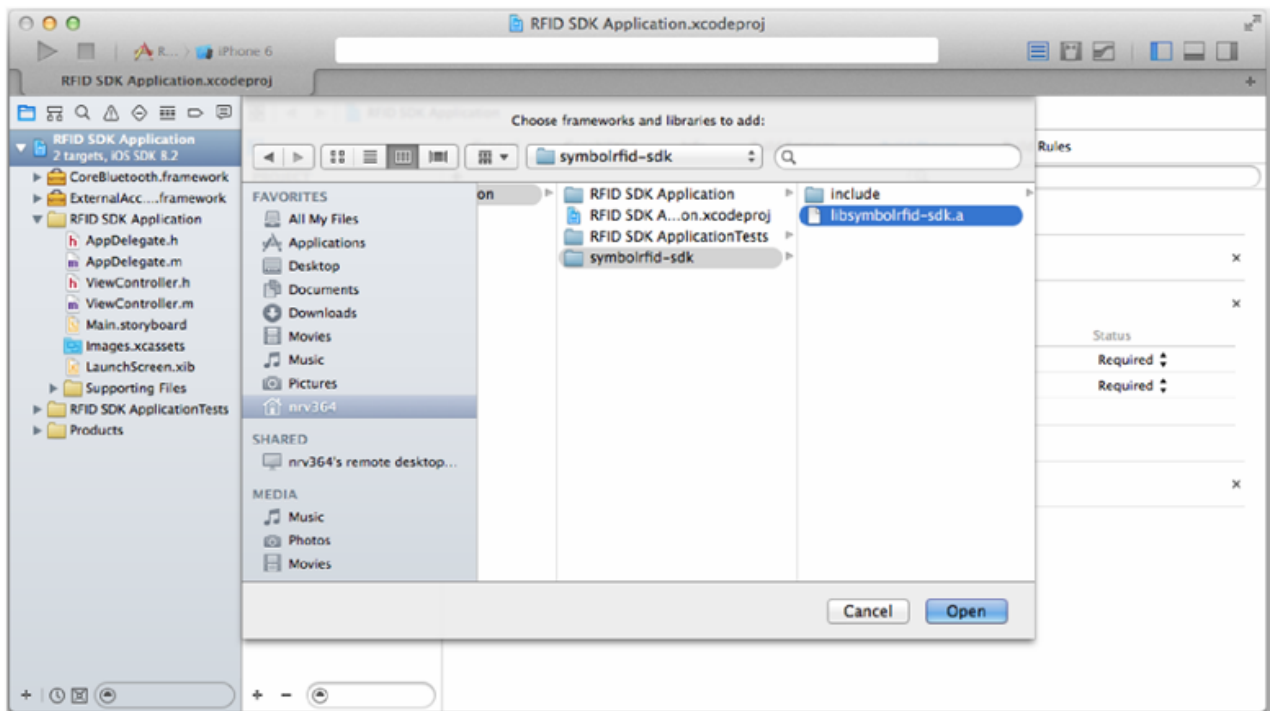 RFID SDK Application.xcodeproj
R... iPhone 6
RFID SDK Application.xcodeproj
RFID SDK Application
2 targets, iOS SDK 8.2
CoreBluetooth.framework
ExternalAcc....framework
RFID SDK Application
AppDelegate.h
AppDelegate.m
ViewController.h
ViewController.m
Main.storyboard
Images.xcassets
LaunchScreen.xib
Supporting Files
RFID SDK ApplicationTests
Products
RFID SDK Application
Choose frameworks and libraries to add:
symbolrfid-sdk
FAVORITES
All My Files
Applications
Desktop
Documents
Downloads
Movies
Music
Pictures
nrv364
SHARED
nrv364's remote desktop...
MEDIA
Music
Photos
Movies
on
RFID SDK Application
RFID SDK A...on.xcodeproj
RFID SDK ApplicationTests
symbolrfid-sdk
include
libsymbolrfid-sdk.a
Cancel
Open
Rules
Status
Required
Required